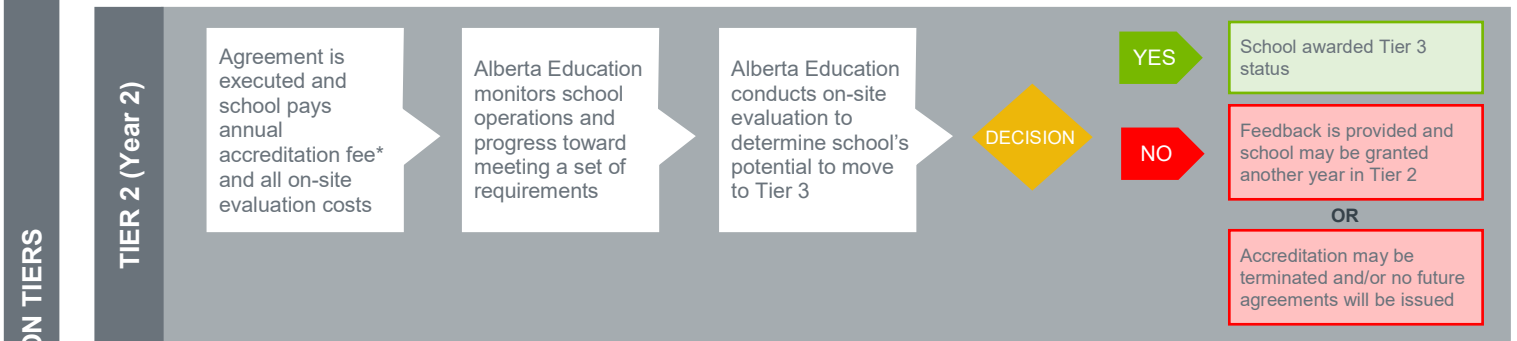 ON TIERS
TIER 2 (Year 2)
Agreement is
executed and
school pays
annual
accreditation fee*
and all on-site
evaluation costs
Alberta Education
monitors school
operations and
progress toward
meeting a set of
requirements
Alberta Education
conducts on-site
evaluation to
determine school's
potential to move
to Tier 3
DECISION
YES
School awarded Tier 3
status
NO
Feedback is provided and
school may be granted
another year in Tier 2
OR
Accreditation may be
terminated and/or no future
agreements will be issued